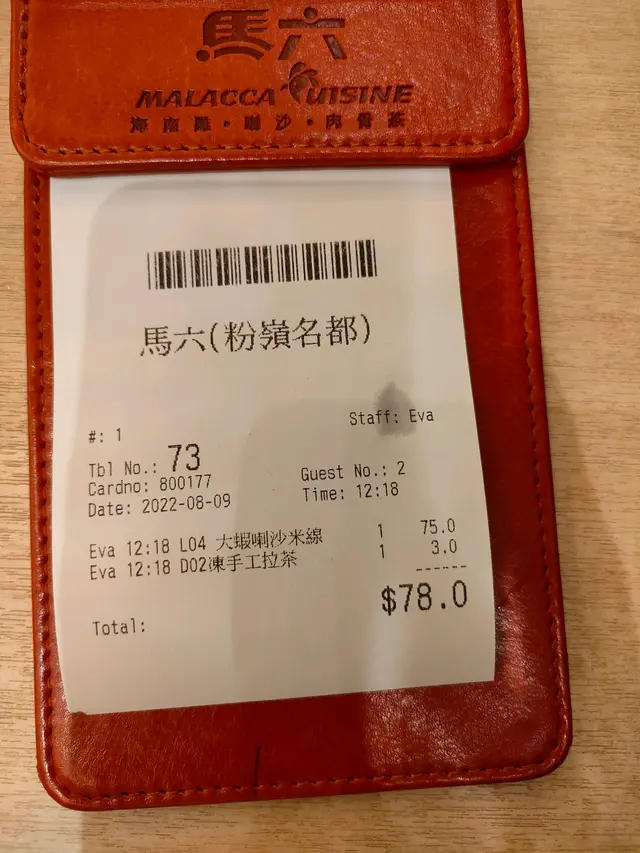 馬六
MALACCA CUISINE
海南雞・喇沙・肉骨茶
馬六(粉嶺名都)
#: 1
Staff: Eva
Tbl No.: 73
Cardno: 800177
Guest No.: 2
Date: 2022-08-09
Time: 12:18
Eva 12:18 L04 大蝦喇沙米線 1 75.0
Eva 12:18 D02凍手工拉茶 1 3.0
------
$78.0
Total: